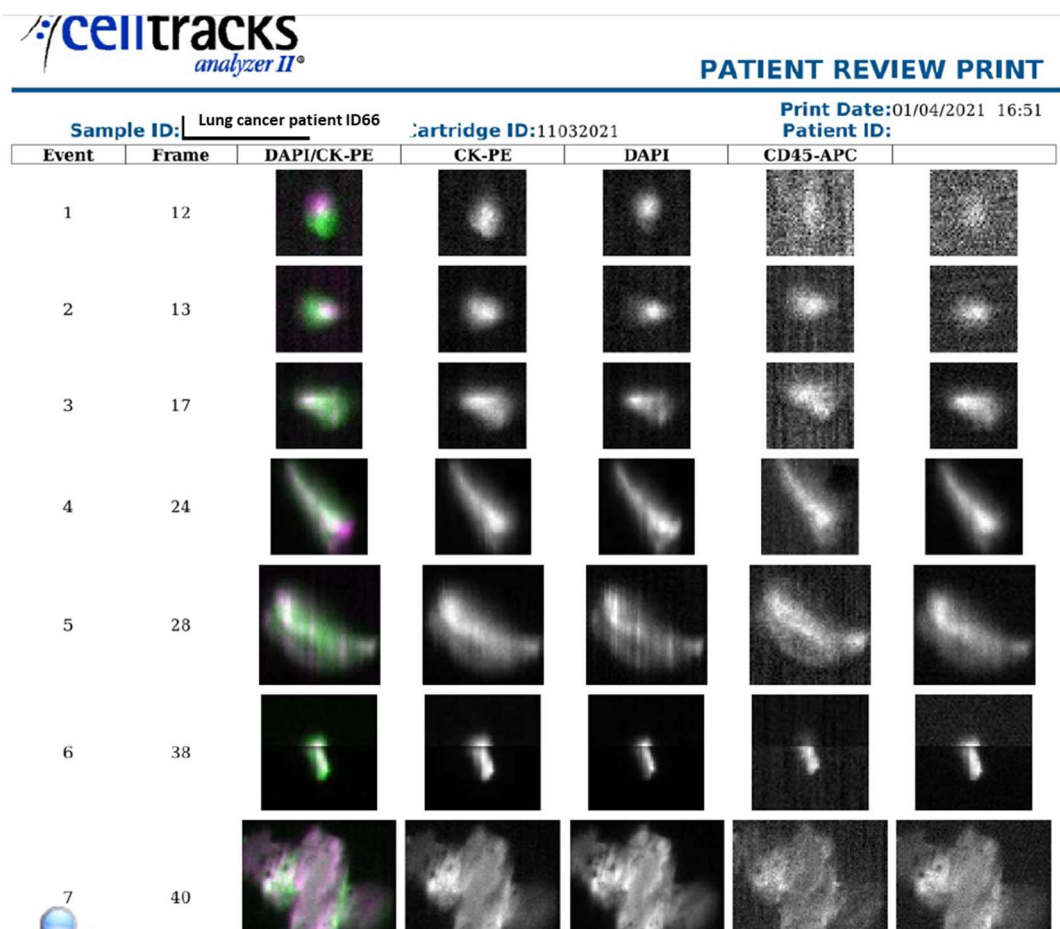 celltracks
analyzer II®
PATIENT REVIEW PRINT
Print Date:01/04/2021 16:51
Sample ID: Lung cancer patient ID66 Cartridge ID:11032021 Patient ID:
Event Frame DAPI/CK-PE CK-PE DAPI CD45-APC
1 12
2 13
3 17
4 24
5 28
6 38
7 40